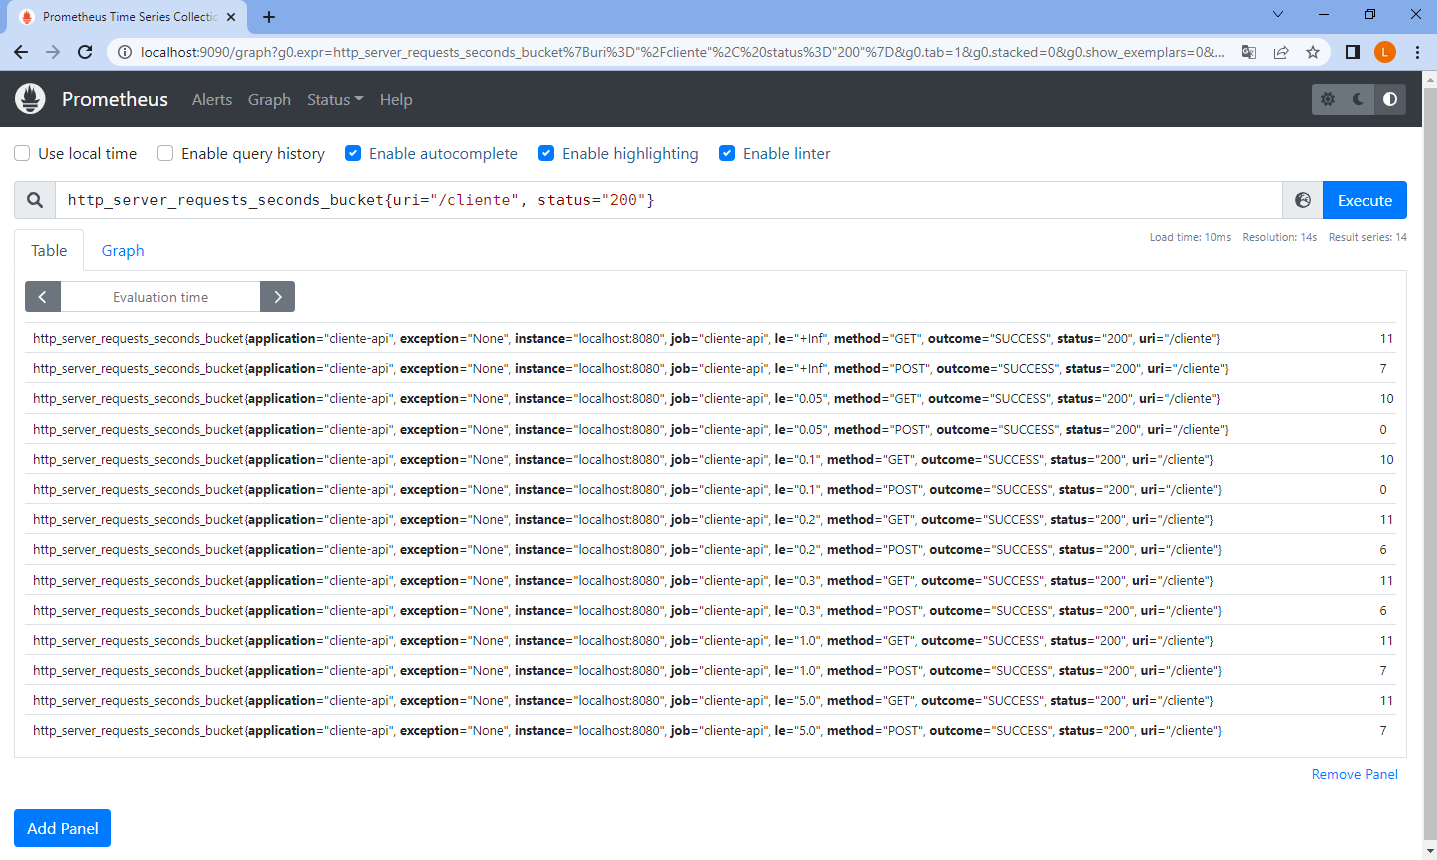 Prometheus Time Series Collectic
localhost:9090/graph?g0.expr=http_server_requests_seconds_bucket%7Buri%3D"%2Fcliente"%2C%20status%3D"200"%7D&g0.tab=1&g0.stacked=0&g0.show_exemplars=0&... L
Prometheus Alerts Graph Status Help
Use local time Enable query history Enable autocomplete Enable highlighting Enable linter
http_server_requests_seconds_bucket{uri="/cliente", status="200"} Execute
Table Graph Load time: 10ms Resolution: 14s Result series: 14
Evaluation time
http_server_requests_seconds_bucket{application="cliente-api", exception="None", instance="localhost:8080", job="cliente-api", le="+Inf", method="GET", outcome="SUCCESS", status="200", uri="/cliente"} 11
http_server_requests_seconds_bucket{application="cliente-api", exception="None", instance="localhost:8080", job="cliente-api", le="+Inf", method="POST", outcome="SUCCESS", status="200", uri="/cliente"} 7
http_server_requests_seconds_bucket{application="cliente-api", exception="None", instance="localhost:8080", job="cliente-api", le="0.05", method="GET", outcome="SUCCESS", status="200", uri="/cliente"} 10
http_server_requests_seconds_bucket{application="cliente-api", exception="None", instance="localhost:8080", job="cliente-api", le="0.05", method="POST", outcome="SUCCESS", status="200", uri="/cliente"} 0
http_server_requests_seconds_bucket{application="cliente-api", exception="None", instance="localhost:8080", job="cliente-api", le="0.1", method="GET", outcome="SUCCESS", status="200", uri="/cliente"} 10
http_server_requests_seconds_bucket{application="cliente-api", exception="None", instance="localhost:8080", job="cliente-api", le="0.1", method="POST", outcome="SUCCESS", status="200", uri="/cliente"} 0
http_server_requests_seconds_bucket{application="cliente-api", exception="None", instance="localhost:8080", job="cliente-api", le="0.2", method="GET", outcome="SUCCESS", status="200", uri="/cliente"} 11
http_server_requests_seconds_bucket{application="cliente-api", exception="None", instance="localhost:8080", job="cliente-api", le="0.2", method="POST", outcome="SUCCESS", status="200", uri="/cliente"} 6
http_server_requests_seconds_bucket{application="cliente-api", exception="None", instance="localhost:8080", job="cliente-api", le="0.3", method="GET", outcome="SUCCESS", status="200", uri="/cliente"} 11
http_server_requests_seconds_bucket{application="cliente-api", exception="None", instance="localhost:8080", job="cliente-api", le="0.3", method="POST", outcome="SUCCESS", status="200", uri="/cliente"} 6
http_server_requests_seconds_bucket{application="cliente-api", exception="None", instance="localhost:8080", job="cliente-api", le="1.0", method="GET", outcome="SUCCESS", status="200", uri="/cliente"} 11
http_server_requests_seconds_bucket{application="cliente-api", exception="None", instance="localhost:8080", job="cliente-api", le="1.0", method="POST", outcome="SUCCESS", status="200", uri="/cliente"} 7
http_server_requests_seconds_bucket{application="cliente-api", exception="None", instance="localhost:8080", job="cliente-api", le="5.0", method="GET", outcome="SUCCESS", status="200", uri="/cliente"} 11
http_server_requests_seconds_bucket{application="cliente-api", exception="None", instance="localhost:8080", job="cliente-api", le="5.0", method="POST", outcome="SUCCESS", status="200", uri="/cliente"} 7
Remove Panel
Add Panel